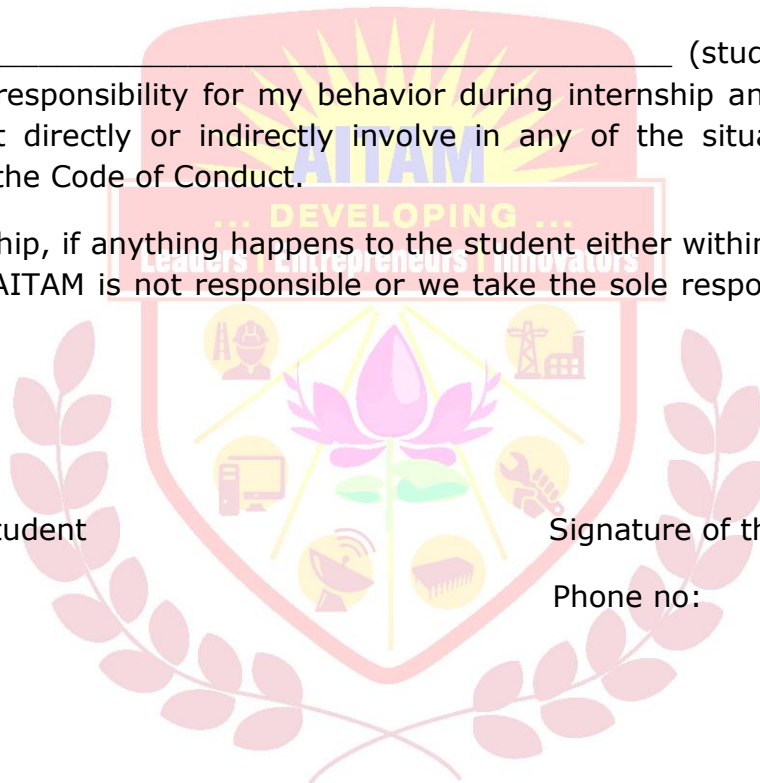 (stud
responsibility for my behavior during internship an
t directly or indirectly involve in any of the situa
AITAM
the Code of Conduct.
... DEVELOPING ...
hip, if anything happens to the student either within
Leaders | Entrepreneurs | Innovators
AITAM is not responsible or we take the sole respo
tudent
Signature of th
Phone no: